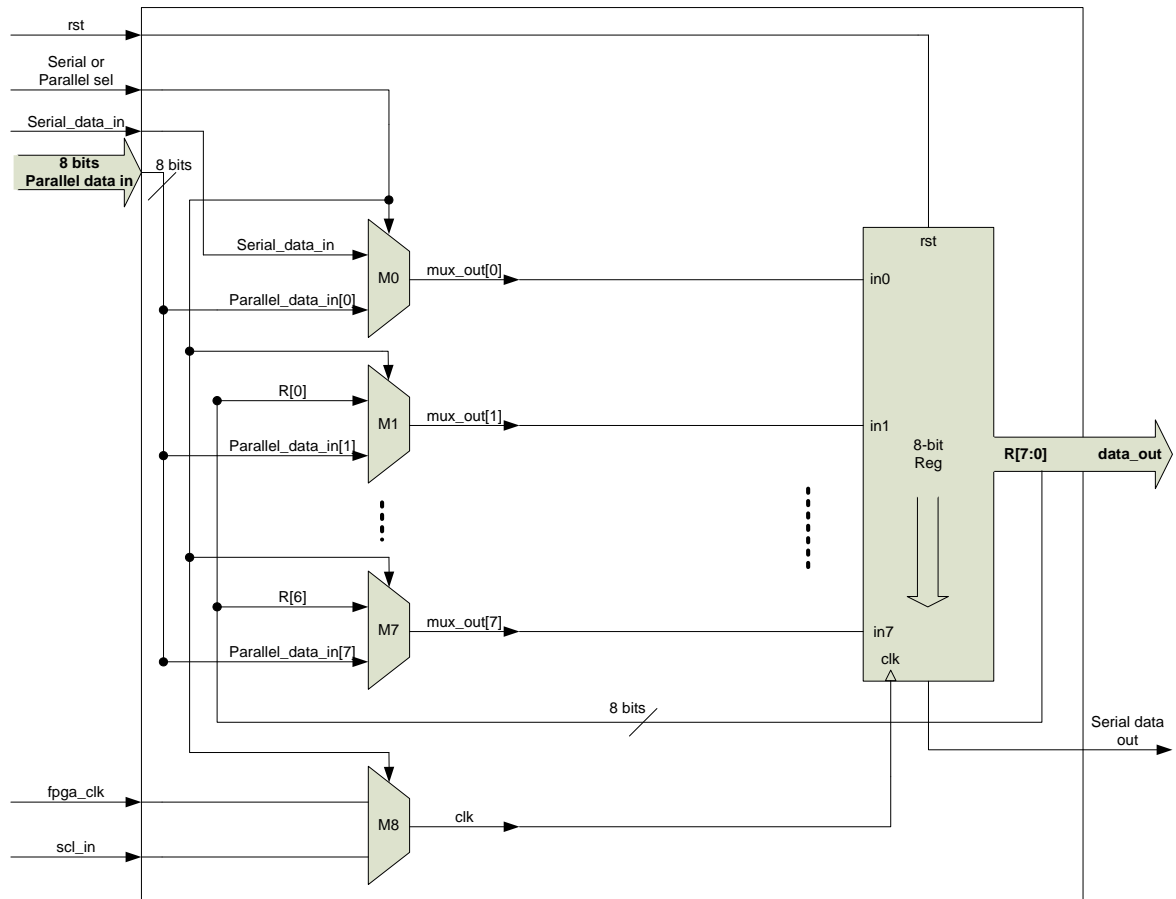 rst
Serial or
Parallel sel
Serial_data_in
8 bits
Parallel data in
8 bits
Serial_data_in
M0
mux_out[0]
Parallel_data_in[0]
rst
in0
R[0]
M1
mux_out[1]
Parallel_data_in[1]
in1
8-bit
Reg
R[7:0]
data_out
R[6]
M7
mux_out[7]
Parallel_data_in[7]
in7
clk
8 bits
Serial data
out
fpga_clk
M8
clk
scl_in